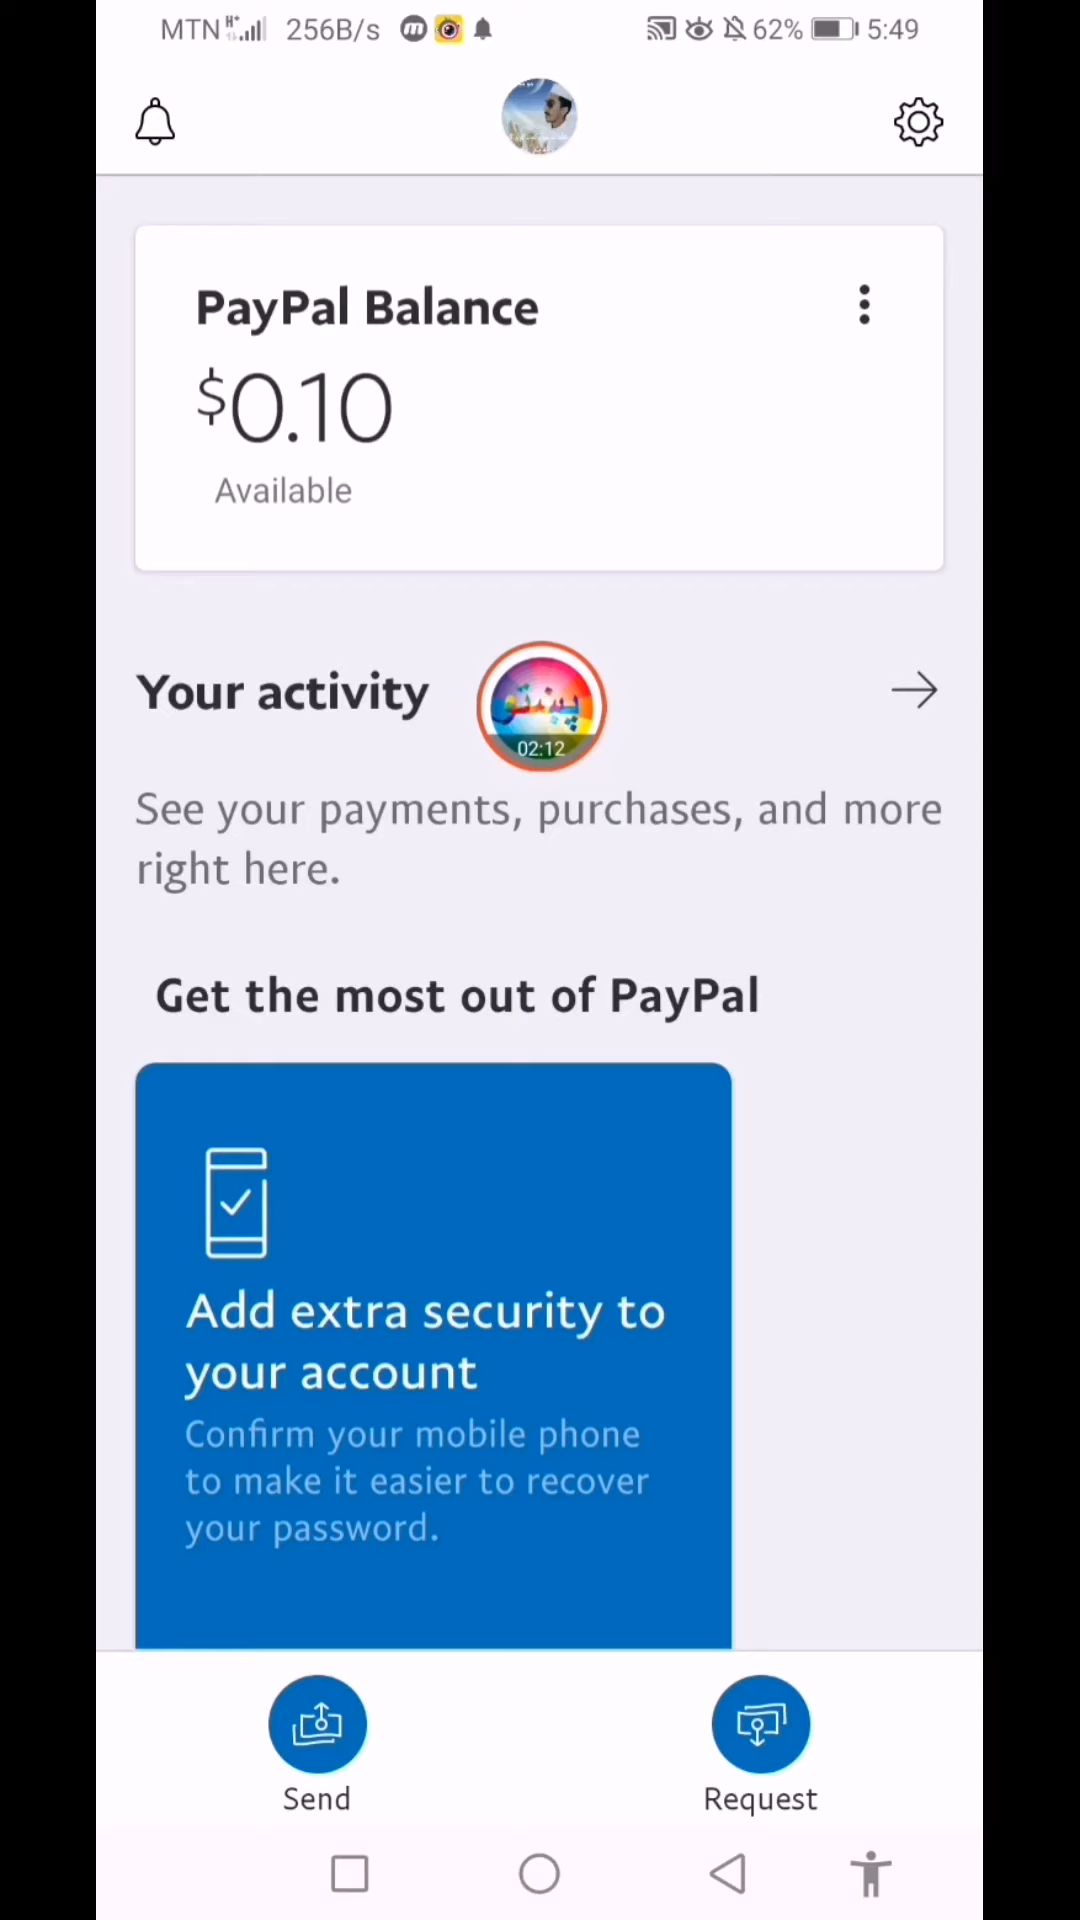 MTN 256B/s 62% 5:49
PayPal Balance
$0.10
Available
Your activity
پښتو
02:12
See your payments, purchases, and more
right here.
Get the most out of PayPal
Add extra security to
your account
Confirm your mobile phone
to make it easier to recover
your password.
Send Request